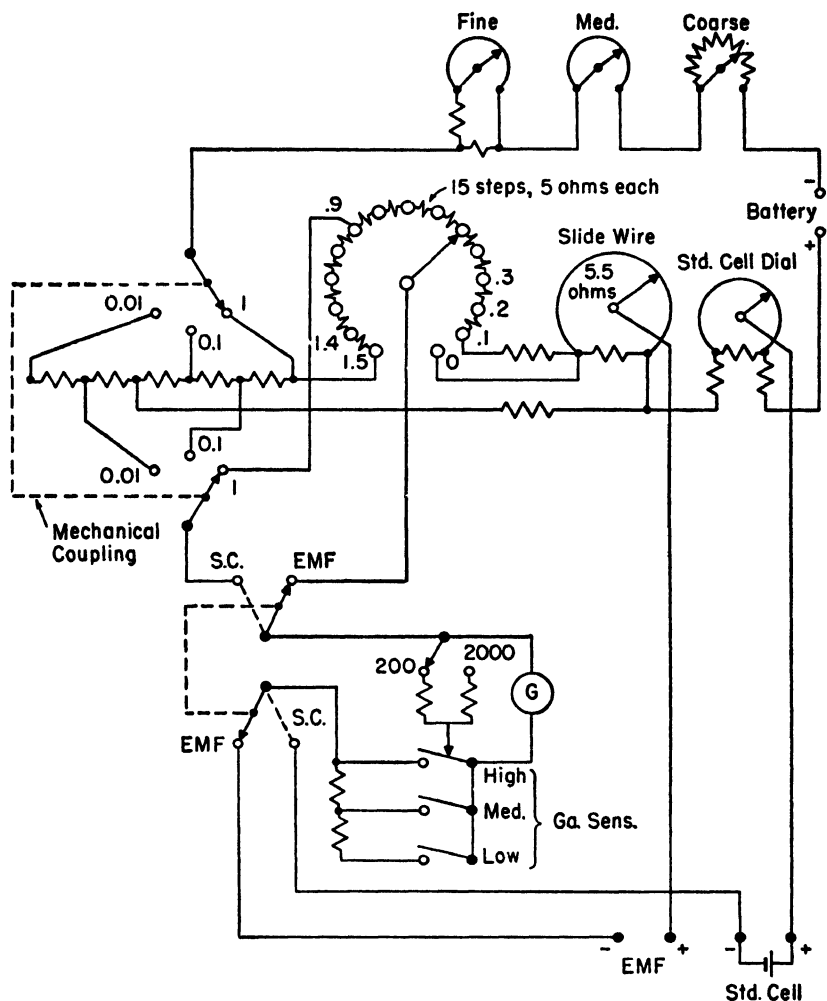 Fine
Med.
Coarse
15 steps, 5 ohms each
-
Battery
+
.9
Slide Wire
5.5
ohms
Std. Cell Dial
0.01
1
0.1
.3
.2
.1
1.4
1.5
0
0.1
0.01
1
Mechanical
Coupling
S.C.
EMF
200
2000
G
S.C.
EMF
High
Med.
Low
Ga. Sens.
-
+
EMF
-
+
Std. Cell